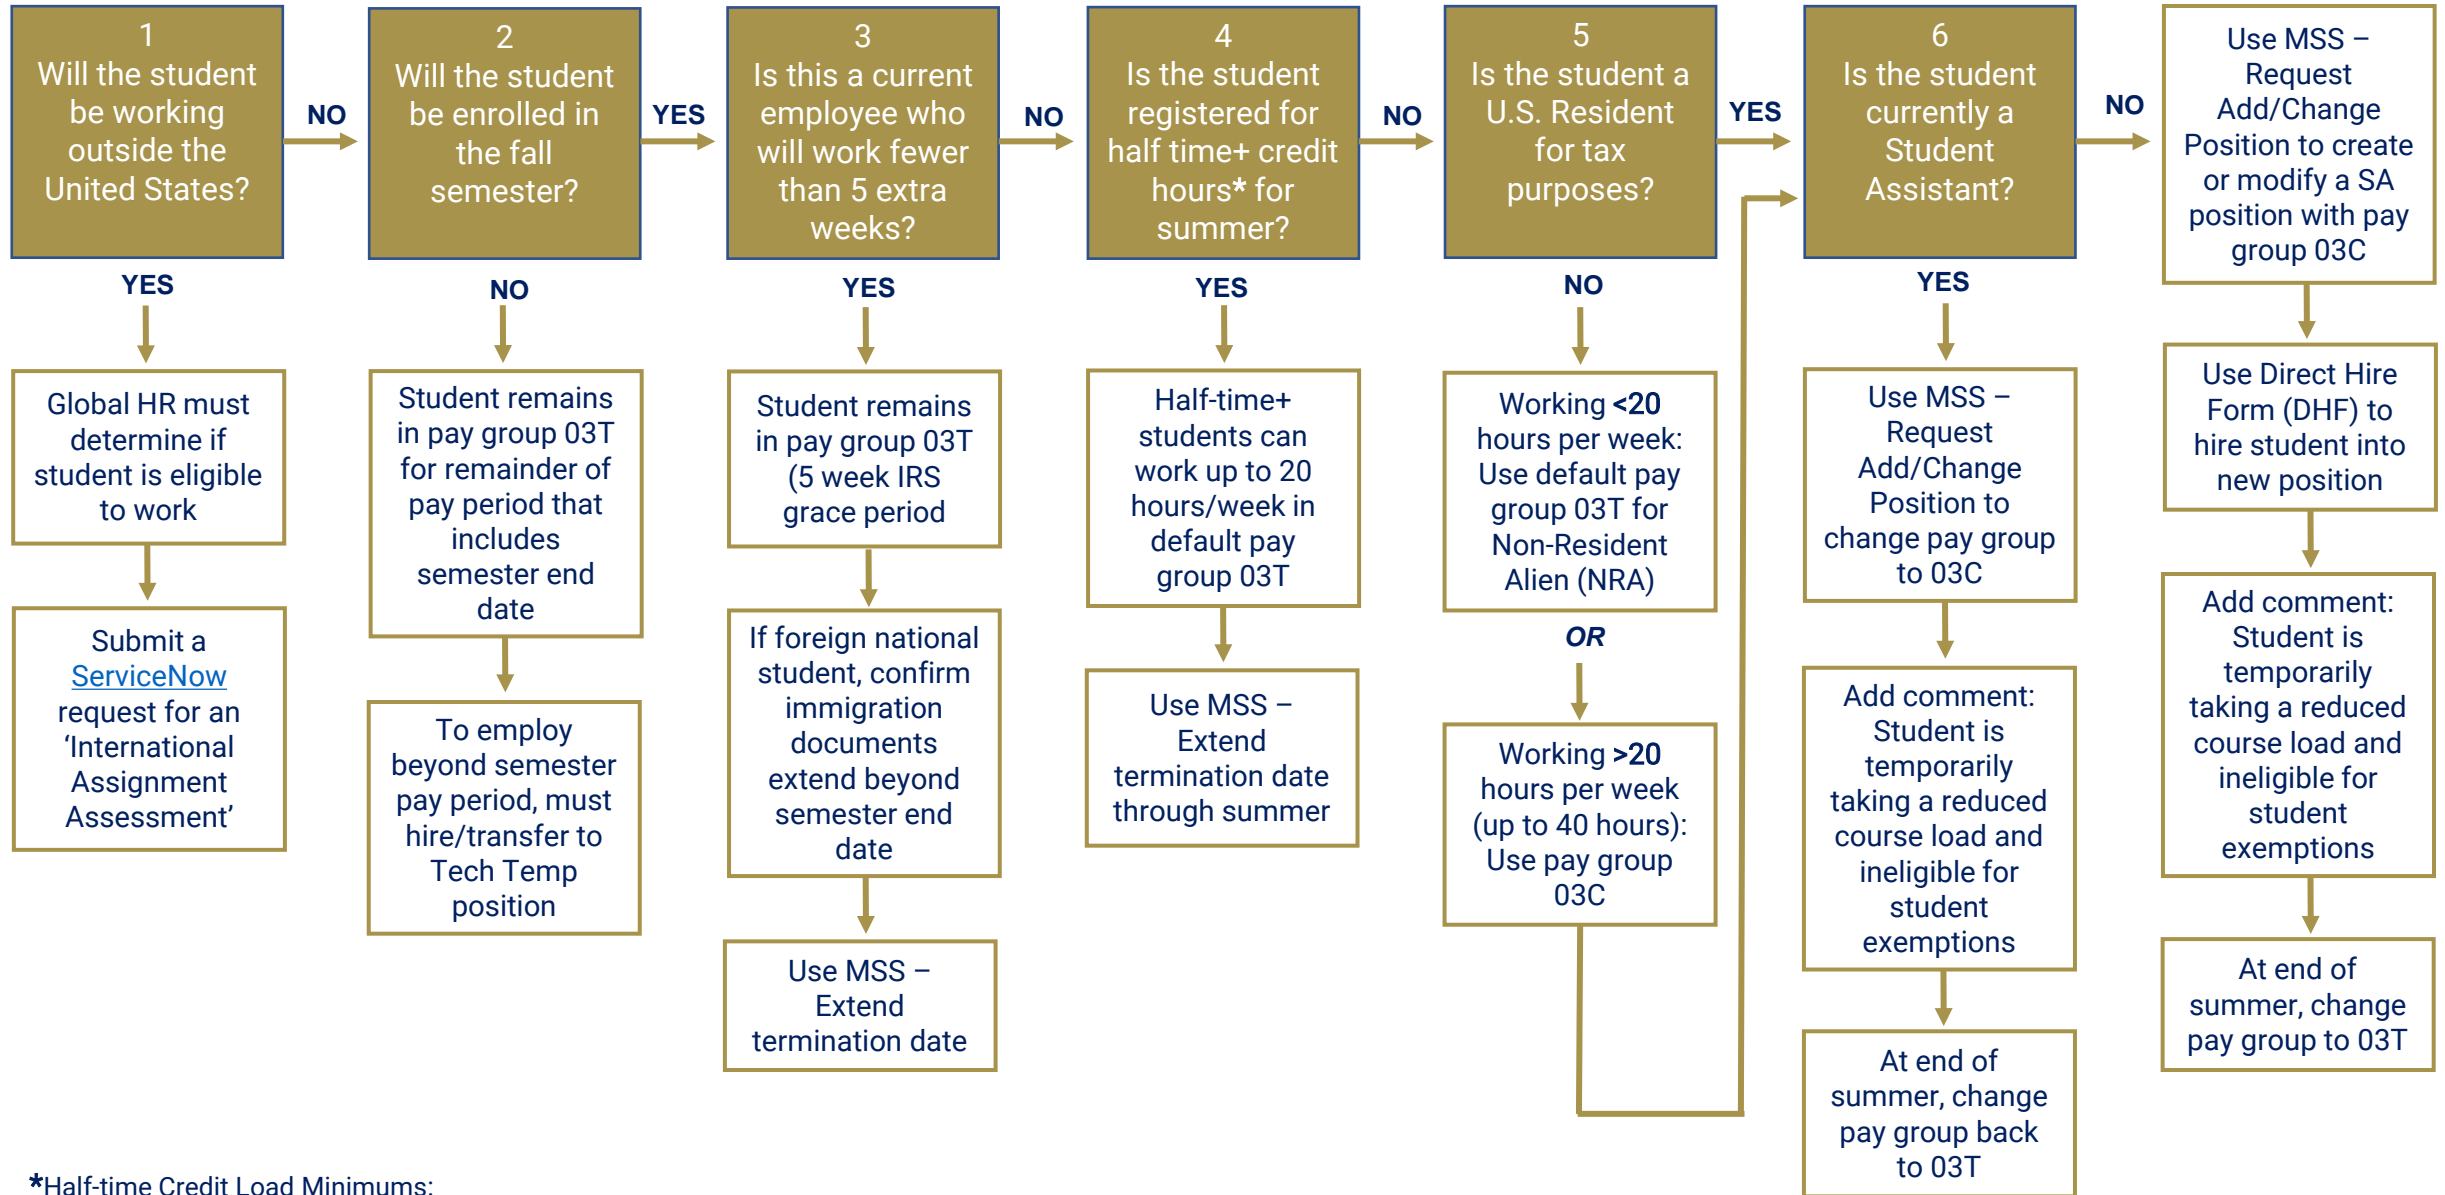 1
Will the student
be working
outside the
United States?
NO
YES
Global HR must
determine if
student is eligible
to work
Submit a
ServiceNow
request for an
‘International
Assignment
Assessment’
2
Will the student
be enrolled in
the fall
semester?
YES
NO
Student remains
in pay group 03T
for remainder of
pay period that
includes
semester end
date
To employ
beyond semester
pay period, must
hire/transfer to
Tech Temp
position
3
Is this a current
employee who
will work fewer
than 5 extra
weeks?
NO
YES
Student remains
in pay group 03T
(5 week IRS
grace period
If foreign national
student, confirm
immigration
documents
extend beyond
semester end
date
Use MSS –
Extend
termination date
4
Is the student
registered for
half time+ credit
hours* for
summer?
NO
YES
Half-time+
students can
work up to 20
hours/week in
default pay
group 03T
Use MSS –
Extend
termination date
through summer
5
Is the student a
U.S. Resident
for tax
purposes?
YES
NO
Working <20
hours per week:
Use default pay
group 03T for
Non-Resident
Alien (NRA)
OR
Working >20
hours per week
(up to 40 hours):
Use pay group
03C
6
Is the student
currently a
Student
Assistant?
NO
YES
Use MSS –
Request
Add/Change
Position to
change pay group
to 03C
Add comment:
Student is
temporarily
taking a reduced
course load and
ineligible for
student
exemptions
At end of
summer, change
pay group back
to 03T
Use MSS –
Request
Add/Change
Position to create
or modify a SA
position with pay
group 03C
Use Direct Hire
Form (DHF) to
hire student into
new position
Add comment:
Student is
temporarily
taking a reduced
course load and
ineligible for
student
exemptions
At end of
summer, change
pay group to 03T
*Half-time Credit Load Minimums: